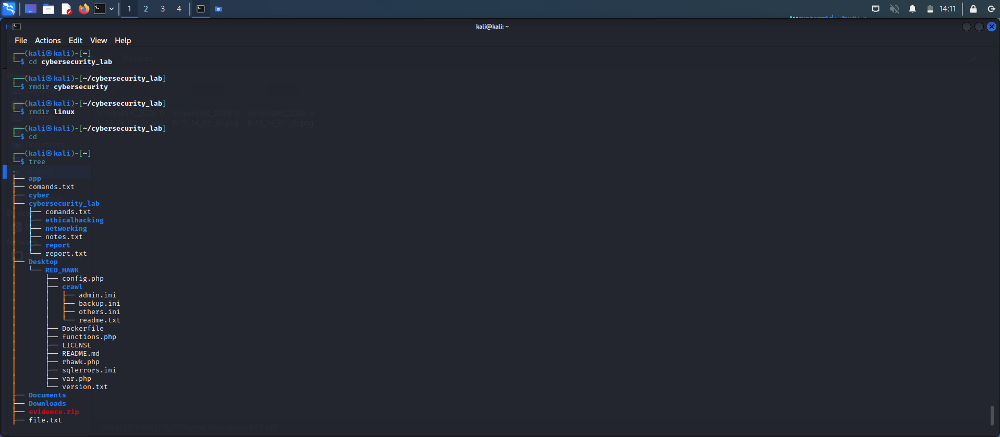 1 2 3 4 14:11
kali@kali: ~
File Actions Edit View Help
┌──(kali㉿kali)-[~]
└─$ cd cybersecurity_lab
┌──(kali㉿kali)-[~/cybersecurity_lab]
└─$ rmdir cybersecurity
┌──(kali㉿kali)-[~/cybersecurity_lab]
└─$ rmdir linux
┌──(kali㉿kali)-[~/cybersecurity_lab]
└─$ cd
┌──(kali㉿kali)-[~]
└─$ tree
.
├── app
├── comands.txt
├── cyber
├── cybersecurity_lab
│   ├── comands.txt
│   ├── ethicalhacking
│   ├── networking
│   ├── notes.txt
│   ├── report
│   └── report.txt
├── Desktop
│   └── RED_HAWK
│       ├── config.php
│       ├── crawl
│       │   ├── admin.ini
│       │   ├── backup.ini
│       │   ├── others.ini
│       │   └── readme.txt
│       ├── Dockerfile
│       ├── functions.php
│       ├── LICENSE
│       ├── README.md
│       ├── rhawk.php
│       ├── sqlerrors.ini
│       ├── var.php
│       └── version.txt
├── Documents
├── Downloads
├── evidence.zip
├── file.txt